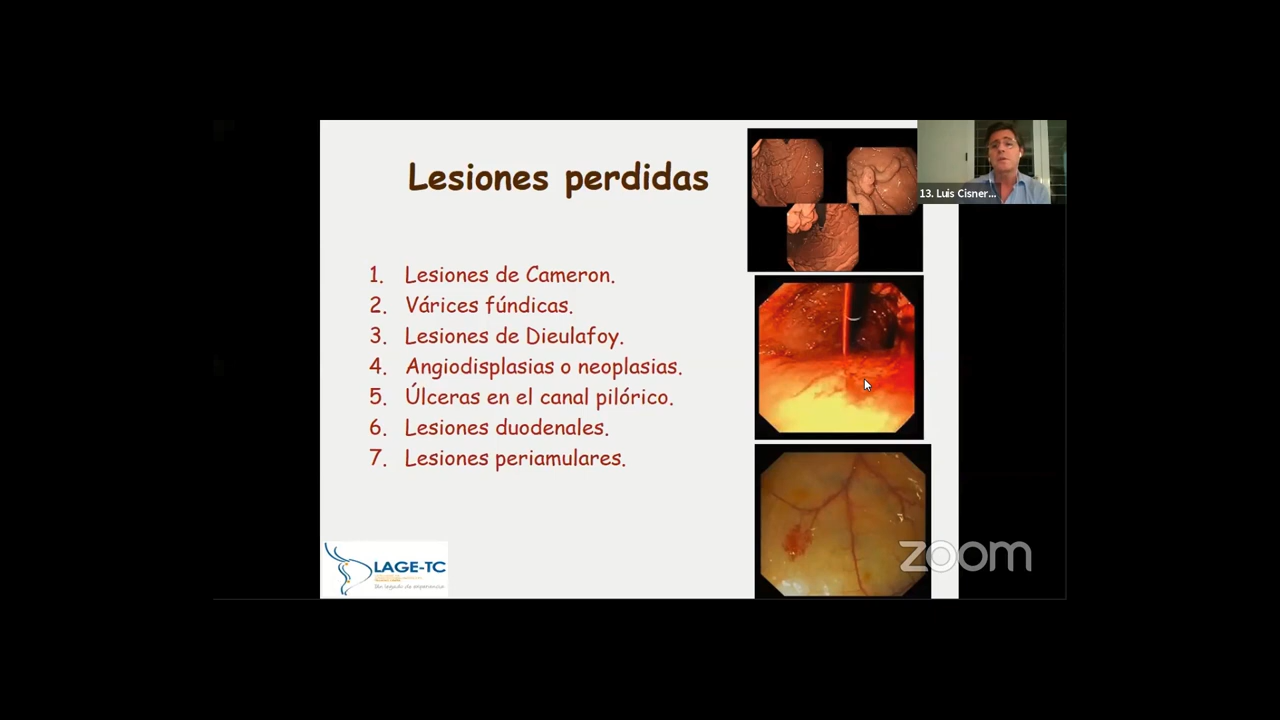 Lesiones perdidas
13. Luis Cisner...
1. Lesiones de Cameron.
2. Várices fúndicas.
3. Lesiones de Dieulafoy.
4. Angiodisplasias o neoplasias.
5. Úlceras en el canal pilórico.
6. Lesiones duodenales.
7. Lesiones periamulares.
zoom
LAGE-TC